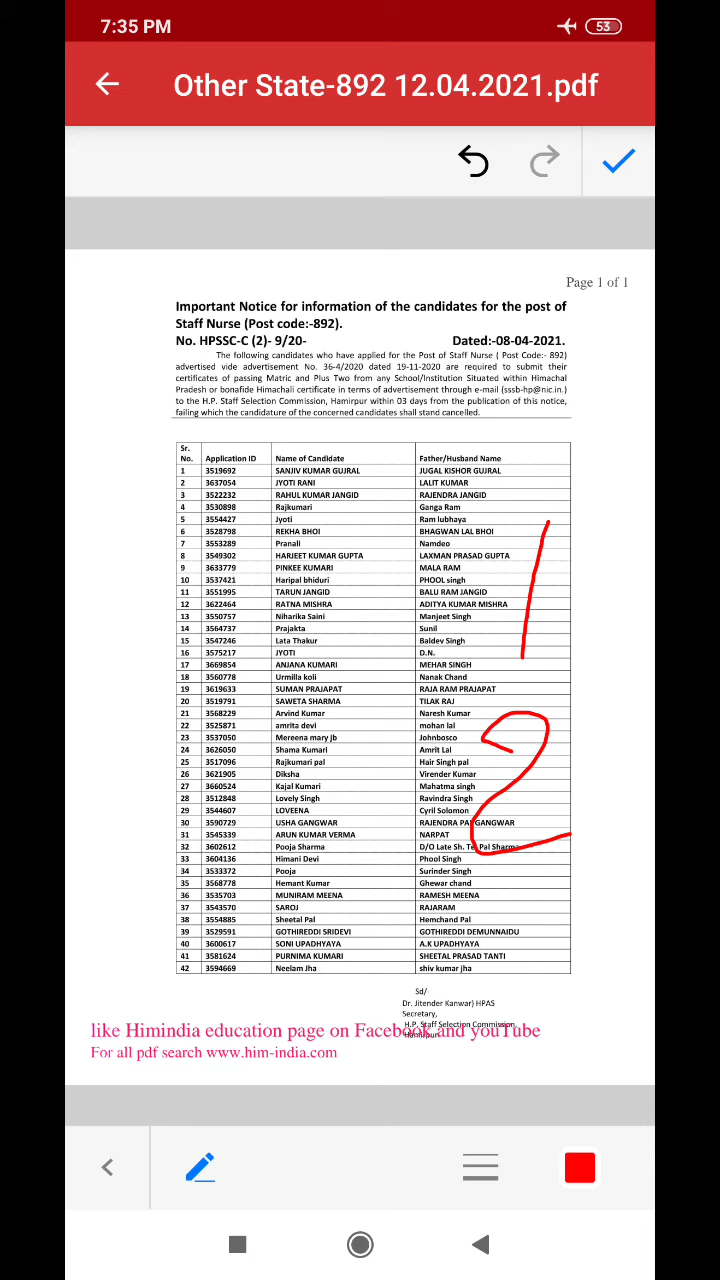 7:35 PM 53
Other State-892 12.04.2021.pdf
Page 1 of 1
Important Notice for information of the candidates for the post of
Staff Nurse (Post code:-892).
No. HPSSC-C (2)- 9/20- Dated:-08-04-2021.
The following candidates who have applied for the Post of Staff Nurse ( Post Code:- 892)
advertised vide advertisement No. 36-4/2020 dated 19-11-2020 are required to submit their
certificates of passing Matric and Plus Two from any School/Institution Situated within Himachal
Pradesh or bonafide Himachali certificate in terms of advertisement through e-mail (sssb-hp@nic.in.)
to the H.P. Staff Selection Commission, Hamirpur within 03 days from the publication of this notice,
failing which the candidature of the concerned candidates shall stand cancelled.
Sr.
No. Application ID Name of Candidate Father/Husband Name
1 3519692 SANJIV KUMAR GUJRAL JUGAL KISHOR GUJRAL
2 3637054 JYOTI RANI LALIT KUMAR
3 3522232 RAHUL KUMAR JANGID RAJENDRA JANGID
4 3530898 Rajkumari Ganga Ram
5 3554427 Jyoti Ram lubhaya
6 3528798 REKHA BHOI BHAGWAN LAL BHOI
7 3553289 Pranali Namdeo
8 3549302 HARJEET KUMAR GUPTA LAXMAN PRASAD GUPTA
9 3633779 PINKEE KUMARI MALA RAM
10 3537421 Haripal bhiduri PHOOL singh
11 3551995 TARUN JANGID BALU RAM JANGID
12 3622464 RATNA MISHRA ADITYA KUMAR MISHRA
13 3550757 Niharika Saini Manjeet Singh
14 3564737 Prajakta Sunil
15 3547246 Lata Thakur Baldev Singh
16 3575217 JYOTI D.N.
17 3669854 ANJANA KUMARI MEHAR SINGH
18 3560778 Urmilla koli Nanak Chand
19 3619633 SUMAN PRAJAPAT RAJA RAM PRAJAPAT
20 3519791 SAWETA SHARMA TILAK RAJ
21 3568229 Arvind Kumar Naresh Kumar
22 3525871 amrita devi mohan lal
23 3537050 Mereena mary jb Johnbosco
24 3626050 Shama Kumari Amrit Lal
25 3517096 Rajkumari pal Hair Singh pal
26 3621905 Diksha Virender Kumar
27 3660524 Kajal Kumari Mahatma singh
28 3512848 Lovely Singh Ravindra Singh
29 3544607 LOVEENA Cyril Solomon
30 3590729 USHA GANGWAR RAJENDRA PAL GANGWAR
31 3545339 ARUN KUMAR VERMA NARPAT
32 3602612 Pooja Sharma D/O Late Sh. Tej Pal Sharma
33 3604136 Himani Devi Phool Singh
34 3533372 Pooja Surinder Singh
35 3568778 Hemant Kumar Ghewar chand
36 3535703 MUNIRAM MEENA RAMESH MEENA
37 3543570 SAROJ RAJARAM
38 3554885 Sheetal Pal Hemchand Pal
39 3529591 GOTHIREDDI SRIDEVI GOTHIREDDI DEMUNNAIDU
40 3600617 SONI UPADHYAYA A.K UPADHYAYA
41 3581624 PURNIMA KUMARI SHEETAL PRASAD TANTI
42 3594669 Neelam Jha shiv kumar jha
1
2
Sd/-
Dr. Jitender Kanwar) HPAS
Secretary,
H.P. Staff Selection Commission,
Hamirpur
like Himindia education page on Facebook and youTube
For all pdf search www.him-india.com